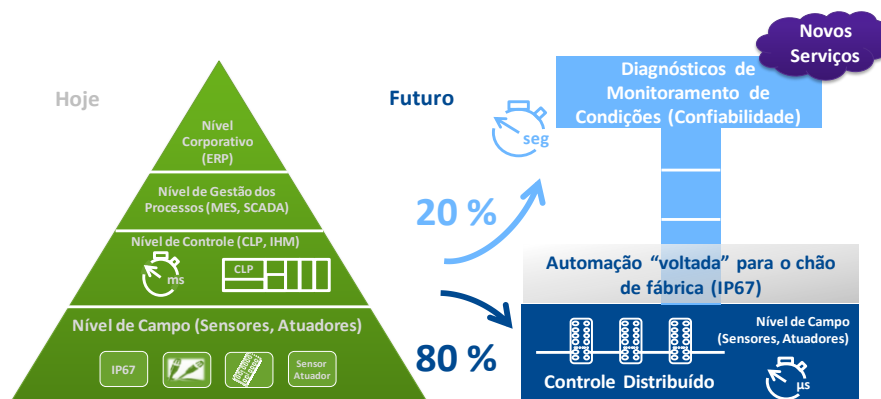 Novos
Serviços
Hoje
Futuro
Nível
Corporativo
(ERP)
Nível de Gestão dos
Processos (MES, SCADA)
Nível de Controle (CLP, IHM)
ms
CLP
Nível de Campo (Sensores, Atuadores)
IP67
Sensor
Atuador
seg
20 %
80 %
Diagnósticos de
Monitoramento de
Condições (Confiabilidade)
Automação “voltada” para o chão
de fábrica (IP67)
Nível de Campo
(Sensores, Atuadores)
Controle Distribuído
µs